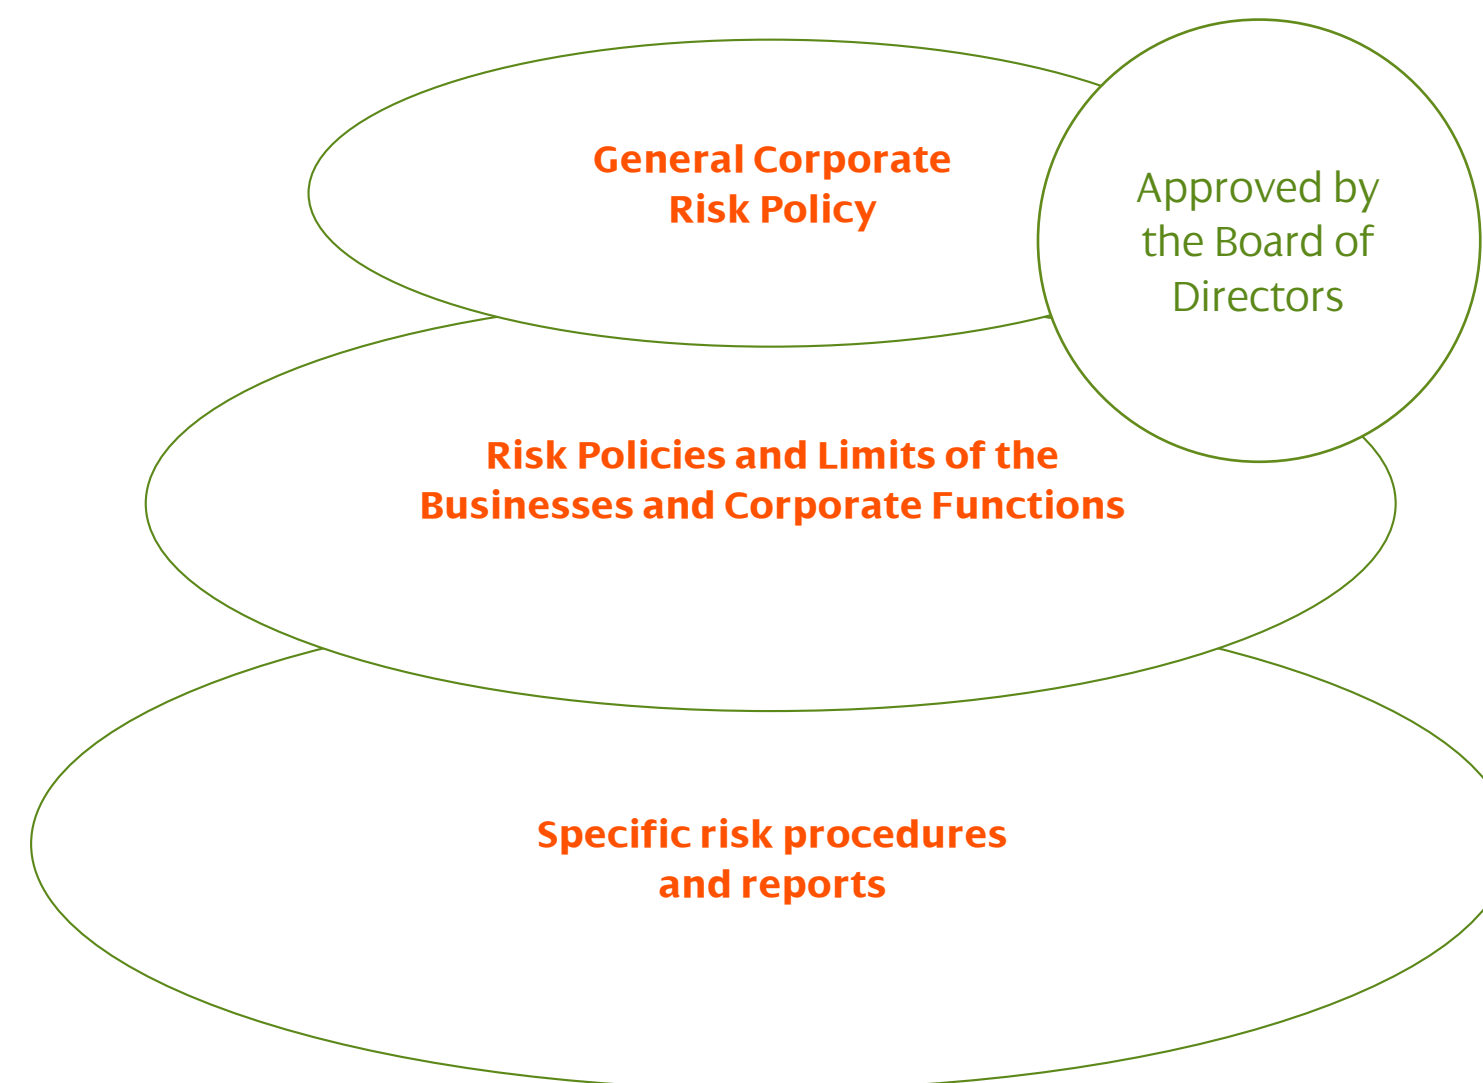 General Corporate
Risk Policy
Approved by
the Board of
Directors
Risk Policies and Limits of the
Businesses and Corporate Functions
Specific risk procedures
and reports